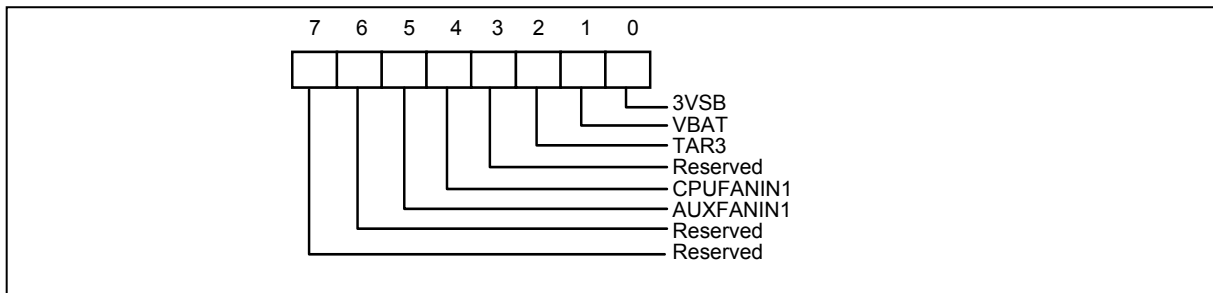 7 6 5 4 3 2 1 0
3VSB
VBAT
TAR3
Reserved
CPUFANIN1
AUXFANIN1
Reserved
Reserved